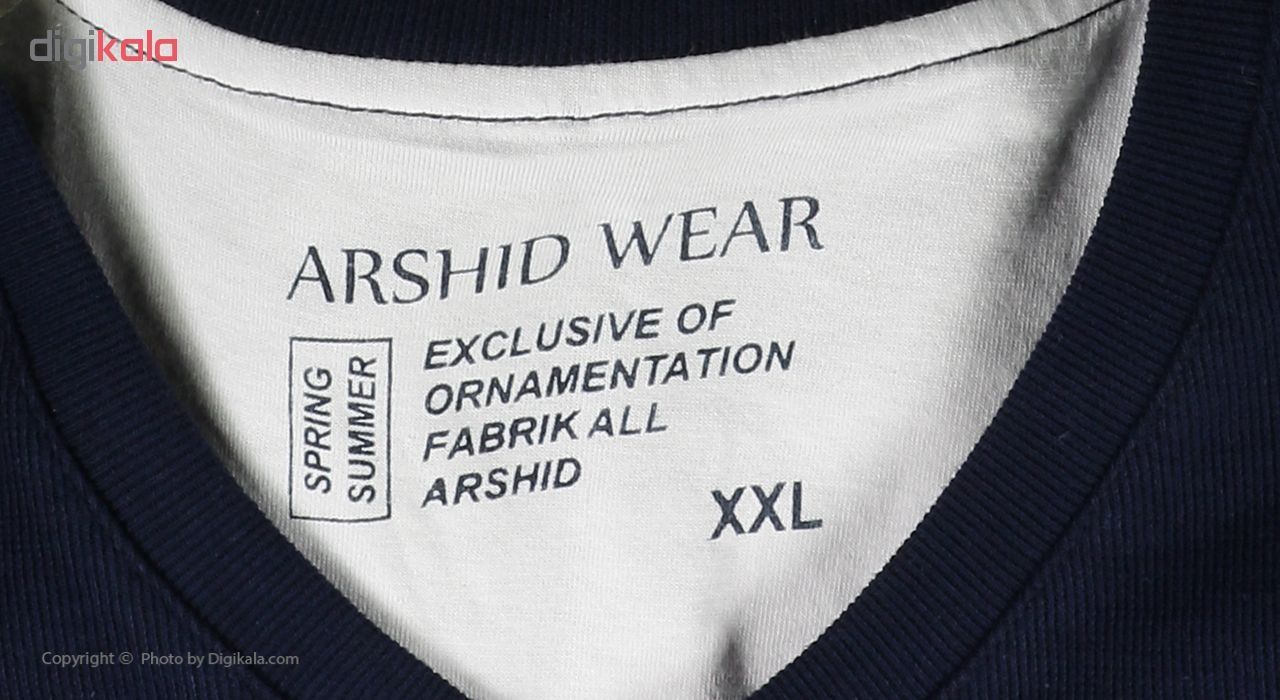 digikala
ARSHID WEAR
SPRING
SUMMER
EXCLUSIVE OF
ORNAMENTATION
FABRIK ALL
ARSHID
XXL
Copyright © Photo by Digikala.com